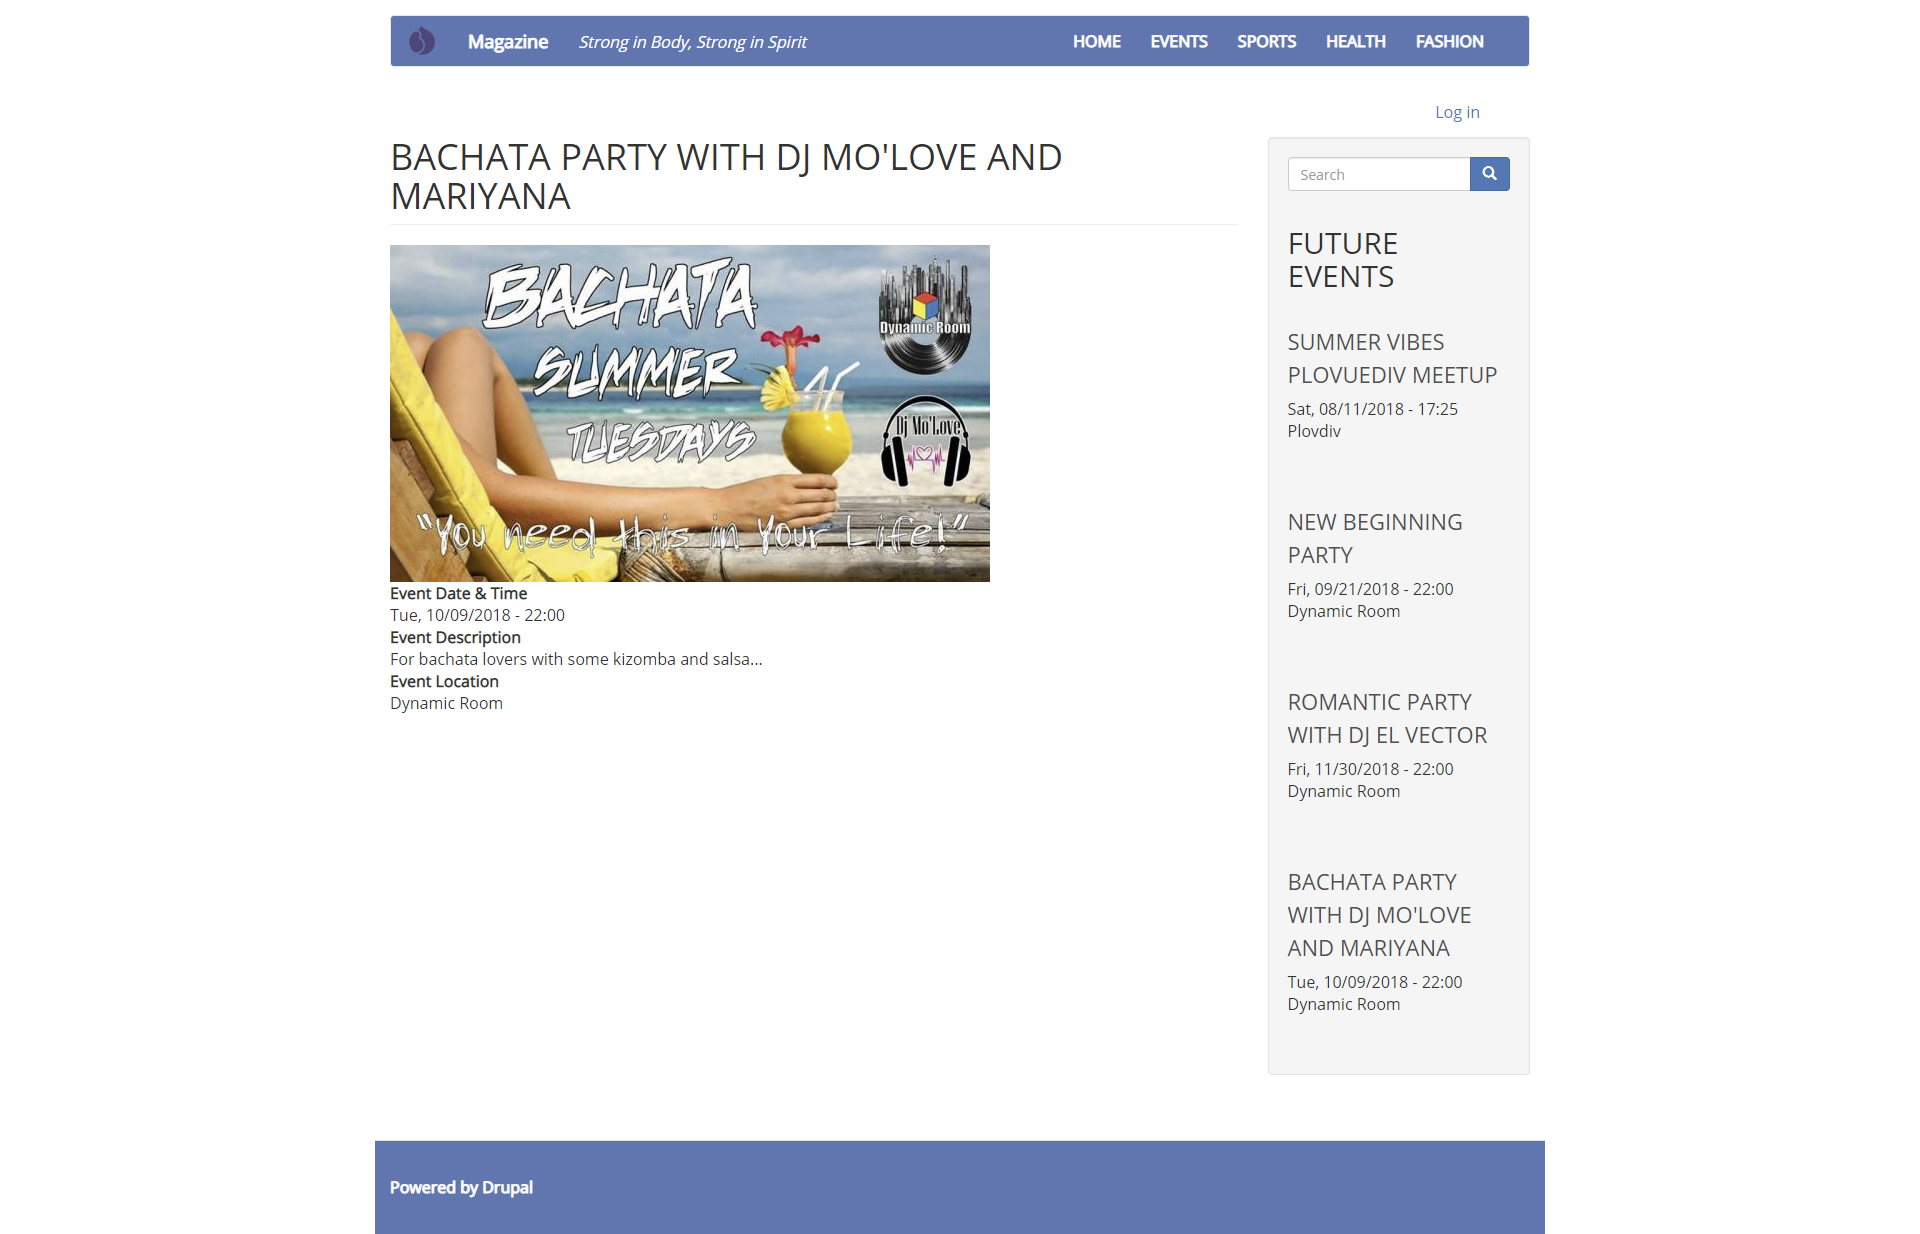 Magazine
Strong in Body, Strong in Spirit
HOME EVENTS SPORTS HEALTH FASHION
Log in
BACHATA PARTY WITH DJ MO'LOVE AND
MARIYANA
BACHATA
SUMMER
TUESDAYS
Dynamic Room
Dj Mo'Love
"You need this in Your Life!"
Event Date & Time
Tue, 10/09/2018 - 22:00
Event Description
For bachata lovers with some kizomba and salsa...
Event Location
Dynamic Room
Search
FUTURE
EVENTS
SUMMER VIBES
PLOVUEDIV MEETUP
Sat, 08/11/2018 - 17:25
Plovdiv
NEW BEGINNING
PARTY
Fri, 09/21/2018 - 22:00
Dynamic Room
ROMANTIC PARTY
WITH DJ EL VECTOR
Fri, 11/30/2018 - 22:00
Dynamic Room
BACHATA PARTY
WITH DJ MO'LOVE
AND MARIYANA
Tue, 10/09/2018 - 22:00
Dynamic Room
Powered by Drupal